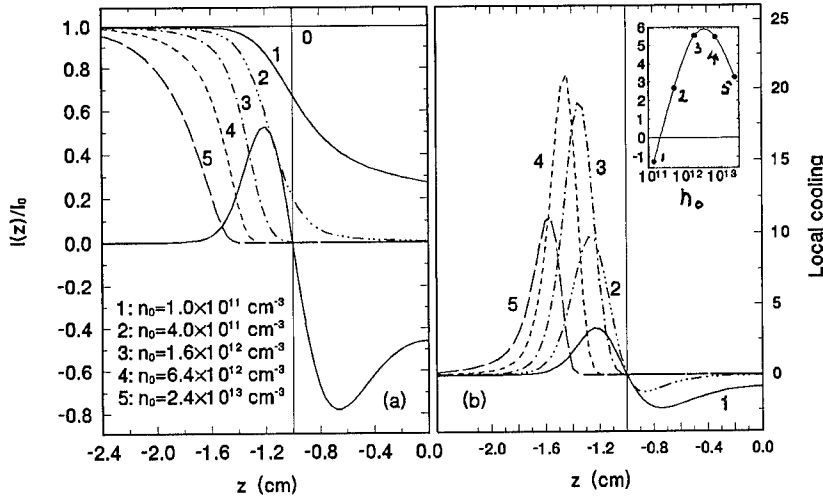 I(z)/I₀
1.0
0.8
0.6
0.4
0.2
0.0
-0.2
-0.4
-0.6
-0.8
0
1
2
3
4
5
1: n₀=1.0×10¹¹ cm⁻³
2: n₀=4.0×10¹¹ cm⁻³
3: n₀=1.6×10¹² cm⁻³
4: n₀=6.4×10¹² cm⁻³
5: n₀=2.4×10¹³ cm⁻³
(a)
-2.4 -2.0 -1.6 -1.2 -0.8 -0.4 0.0
z (cm)
4
3
5
2
1
(b)
-2.0 -1.6 -1.2 -0.8 -0.4 0.0
z (cm)
25
20
15
10
5
0
Local cooling
6
5
4
3
2
1
0
-1
1
2
3
4
5
10¹¹ 10¹² 10¹³
n₀